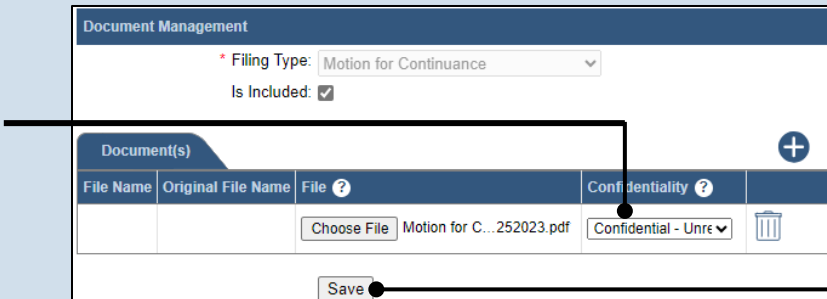 Document Management
* Filing Type: Motion for Continuance
Is Included:
Document(s)
File Name Original File Name File ? Confidentiality ?
Choose File Motion for C...252023.pdf Confidential - Unre
Save